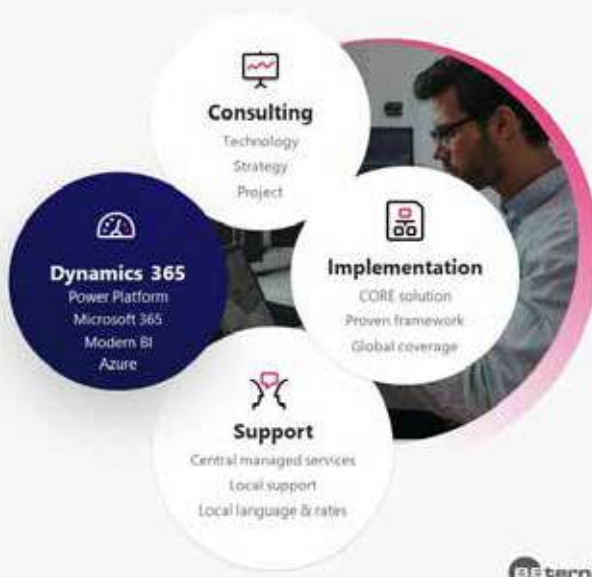 Consulting
Technology
Strategy
Project
Dynamics 365
Power Platform
Microsoft 365
Modern BI
Azure
Implementation
CORE solution
Proven framework
Global coverage
Support
Central managed services
Local support
Local language & rates